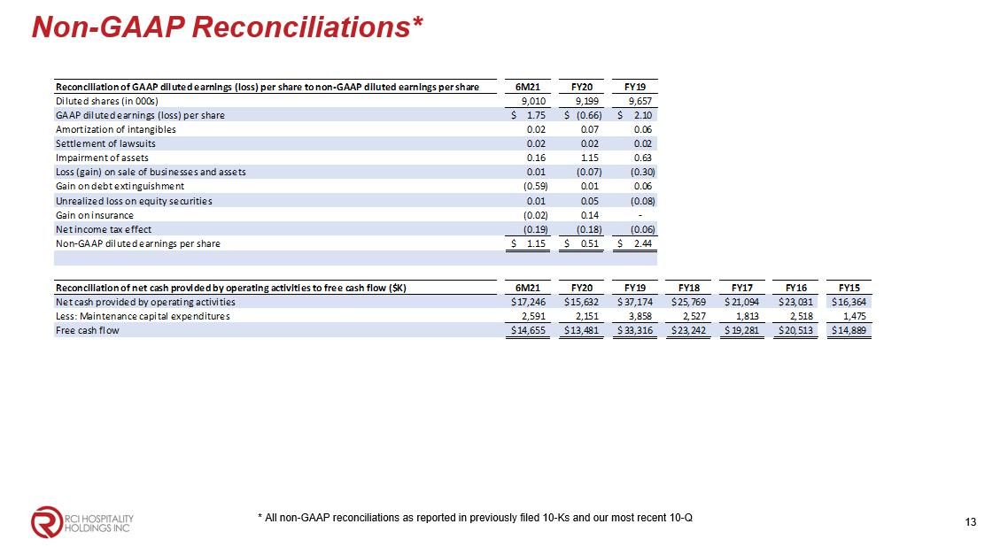 Non-GAAP Reconciliations*
Reconciliation of GAAP diluted earnings (loss) per share to non-GAAP diluted earnings per share 6M21 FY20 FY19
Diluted shares (in 000s) 9,010 9,199 9,657
GAAP diluted earnings (loss) per share $ 1.75 $ (0.66) $ 2.10
Amortization of intangibles 0.02 0.07 0.06
Settlement of lawsuits 0.02 0.02 0.02
Impairment of assets 0.16 1.15 0.63
Loss (gain) on sale of businesses and assets 0.01 (0.07) (0.30)
Gain on debt extinguishment (0.59) 0.01 0.06
Unrealized loss on equity securities 0.01 0.05 (0.08)
Gain on insurance (0.02) 0.14 -
Net income tax effect (0.19) (0.18) (0.06)
Non-GAAP diluted earnings per share $ 1.15 $ 0.51 $ 2.44
Reconciliation of net cash provided by operating activities to free cash flow ($K) 6M21 FY20 FY19 FY18 FY17 FY16 FY15
Net cash provided by operating activities $17,246 $15,632 $37,174 $25,769 $21,094 $23,031 $16,364
Less: Maintenance capital expenditures 2,591 2,151 3,858 2,527 1,813 2,518 1,475
Free cash flow $14,655 $13,481 $33,316 $23,242 $19,281 $20,513 $14,889
RCI HOSPITALITY
HOLDINGS INC
* All non-GAAP reconciliations as reported in previously filed 10-Ks and our most recent 10-Q
13